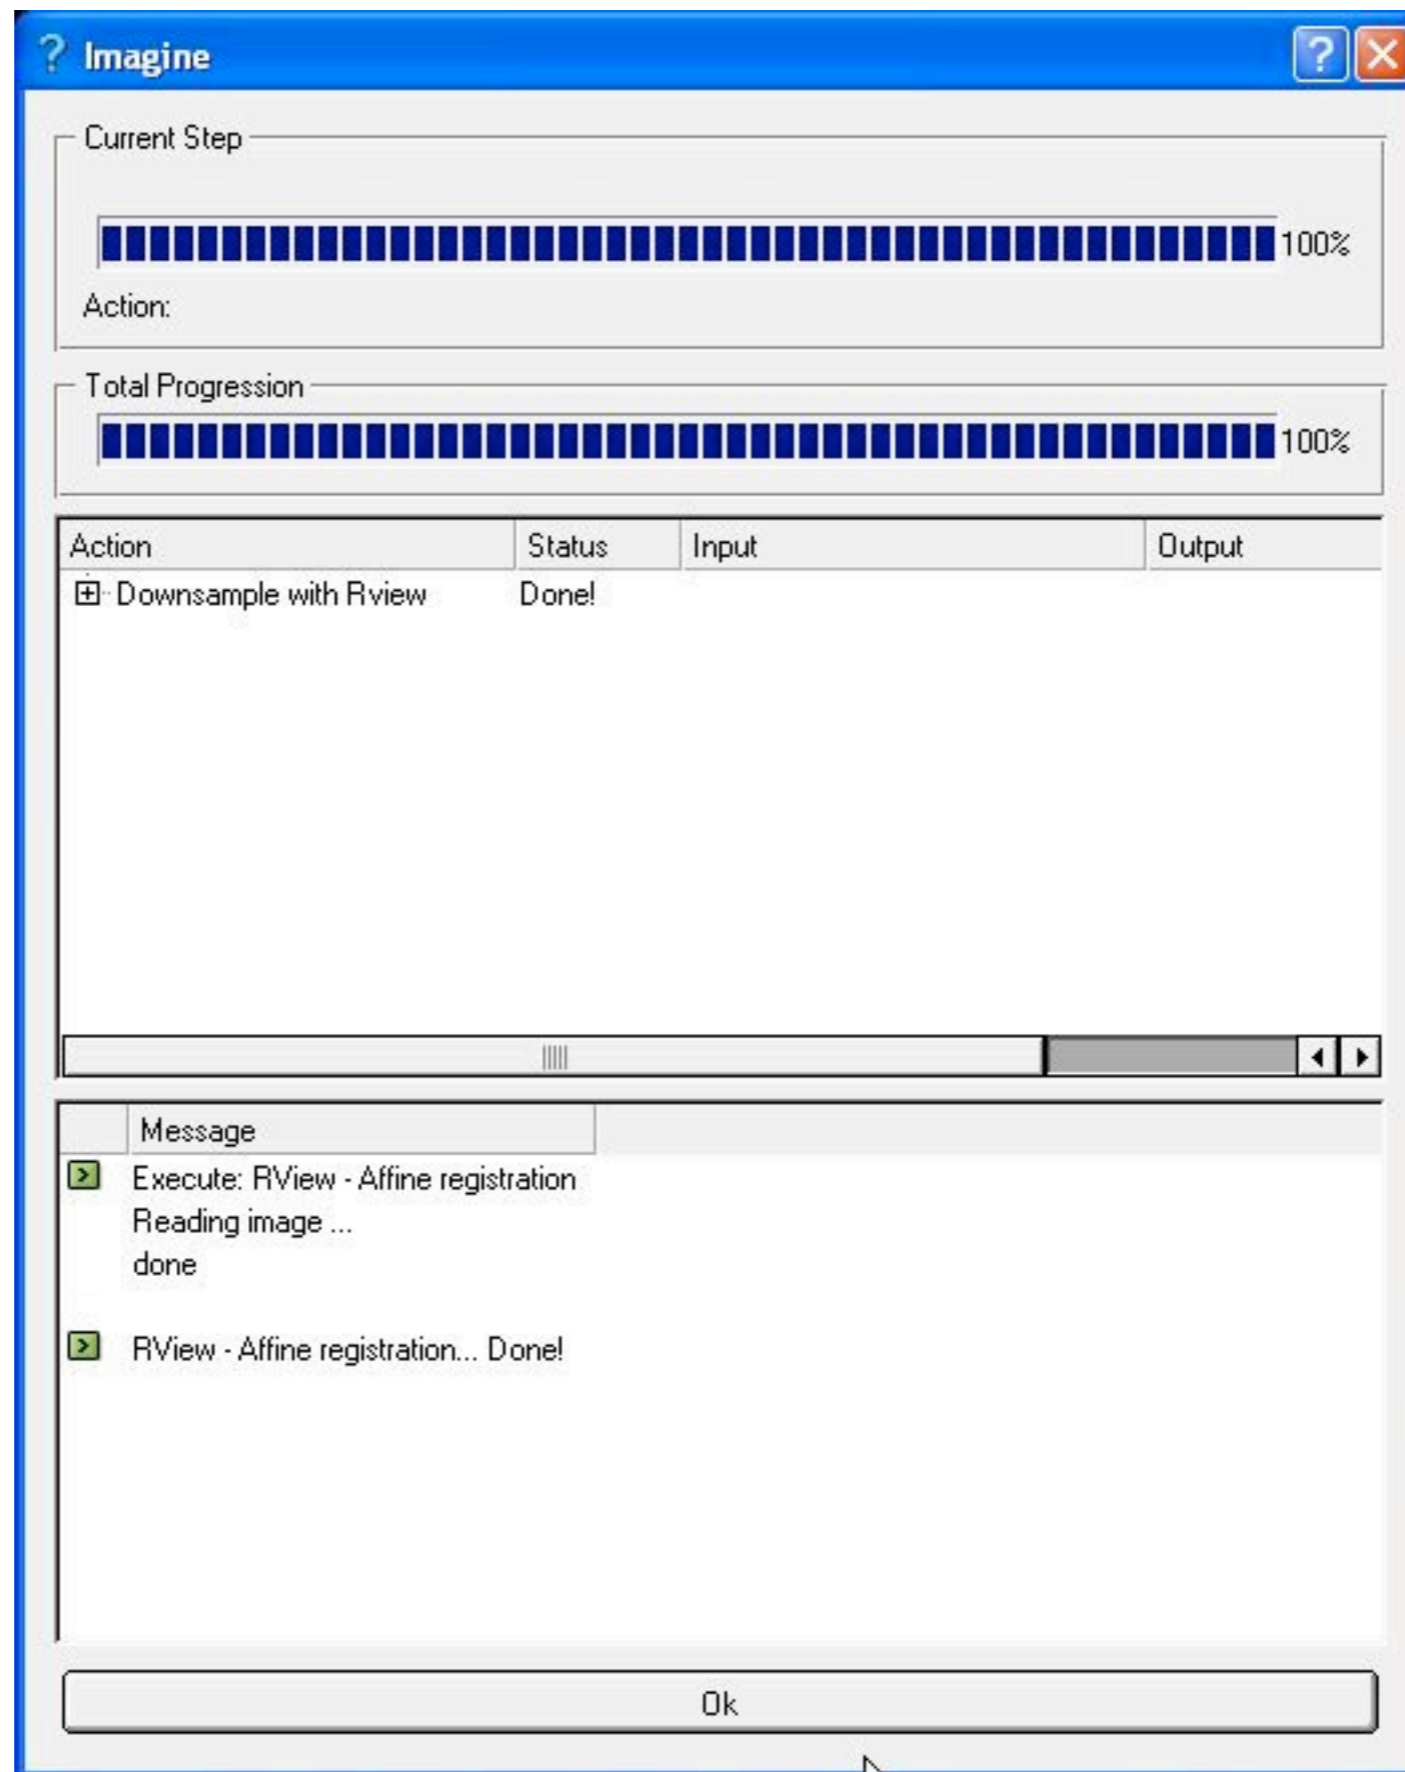 ? Imagine ?
Current Step
100%
Action:
Total Progression
100%
Action Status Input Output
Downsample with Rview Done!
Message
Execute: RView - Affine registration
Reading image ...
done
RView - Affine registration... Done!
Ok